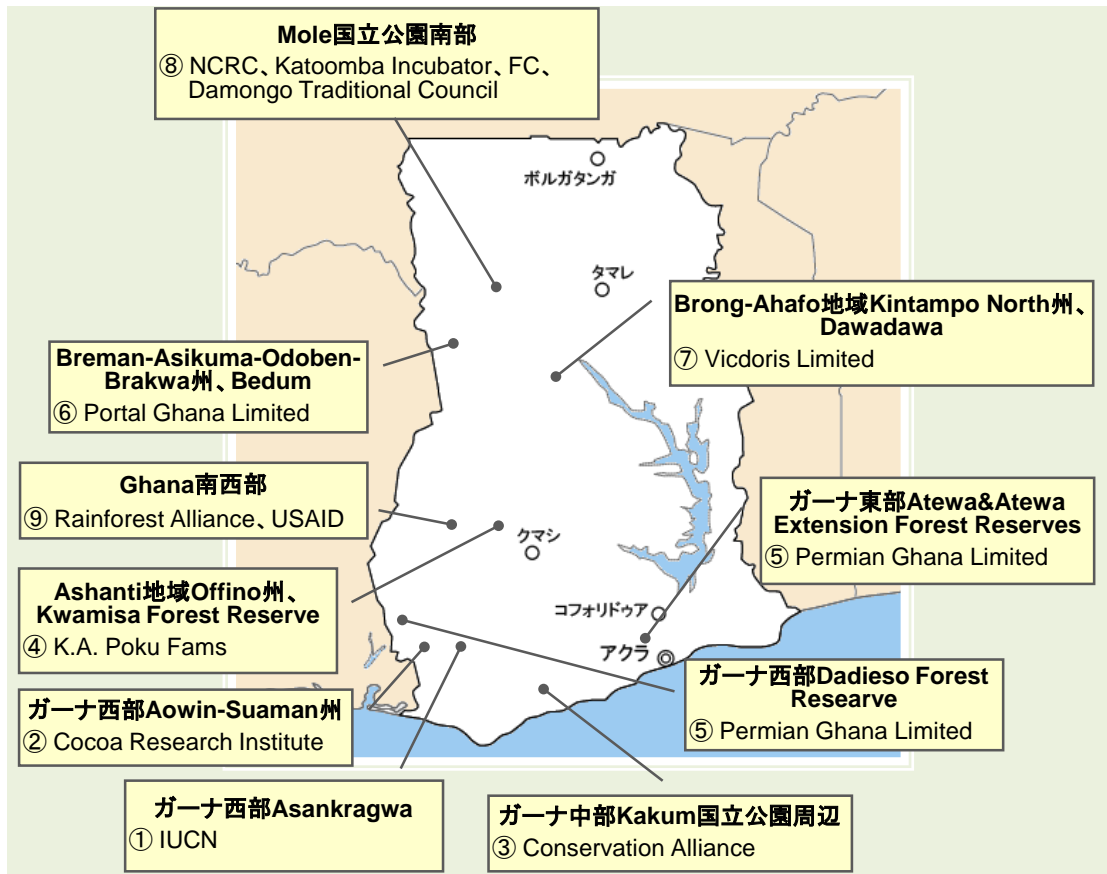 Mole国立公園南部
⑧ NCRC、Katoomba Incubator、FC、
Damongo Traditional Council
ボルガタンガ
タマレ
Brong-Ahafo地域Kintampo North州、
Dawadawa
⑦ Vicdoris Limited
Breman-Asikuma-Odoben-
Brakwa州、Bedum
⑥ Portal Ghana Limited
Ghana南西部
⑨ Rainforest Alliance、USAID
クマシ
ガーナ東部Atewa&Atewa
Extension Forest Reserves
⑤ Permian Ghana Limited
Ashanti地域Offino州、
Kwamisa Forest Reserve
④ K.A. Poku Fams
コフォリドゥア
アクラ
ガーナ西部Dadieso Forest
Researve
⑤ Permian Ghana Limited
ガーナ西部Aowin-Suaman州
② Cocoa Research Institute
ガーナ西部Asankragwa
① IUCN
ガーナ中部Kakum国立公園周辺
③ Conservation Alliance